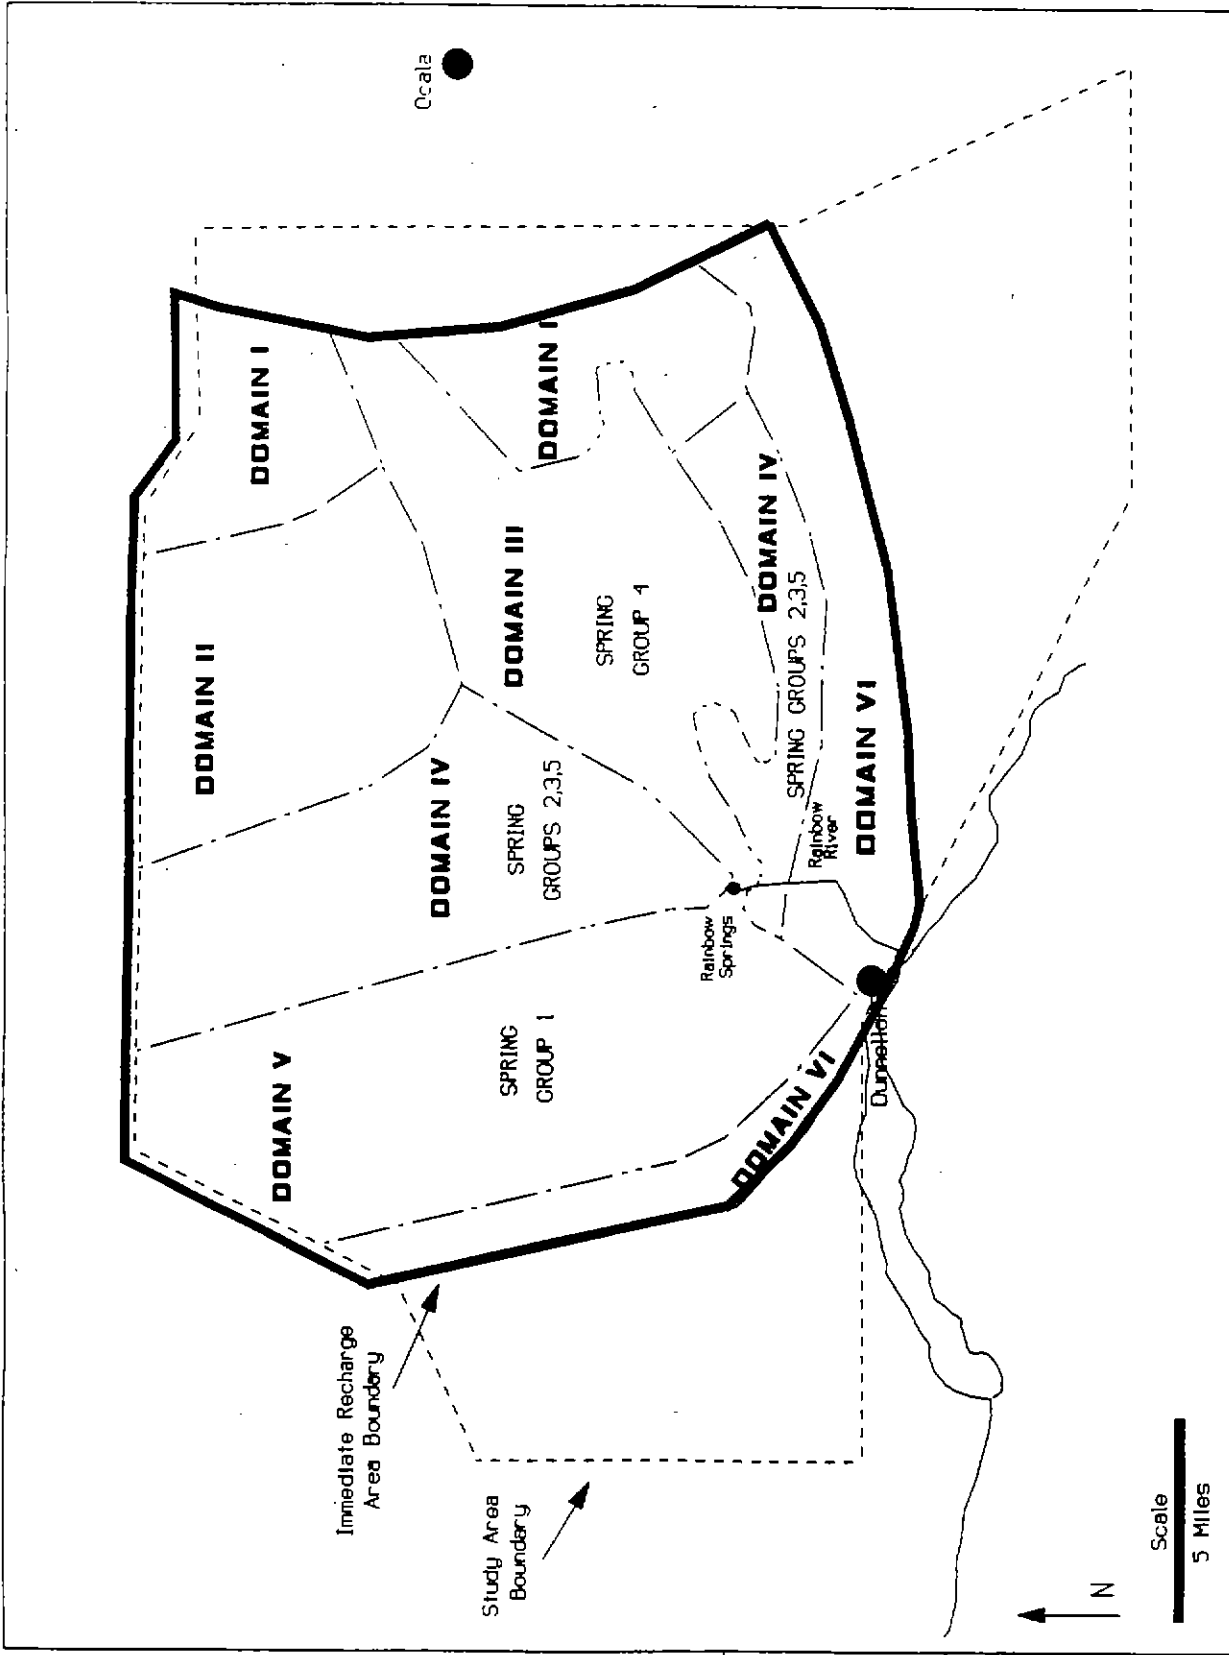 Ocala
DOMAIN I
DOMAIN II
DOMAIN I
DOMAIN III
DOMAIN IV
SPRING
GROUP 4
DOMAIN IV
SPRING
GROUPS 2,3,5
SPRING GROUPS 2,3,5
DOMAIN V
SPRING
GROUP 1
Rainbow
Springs
Rainbow
River
DOMAIN VI
DOMAIN VI
Dunnellon
Immediate Recharge
Area Boundary
Study Area
Boundary
N
Scale
5 Miles